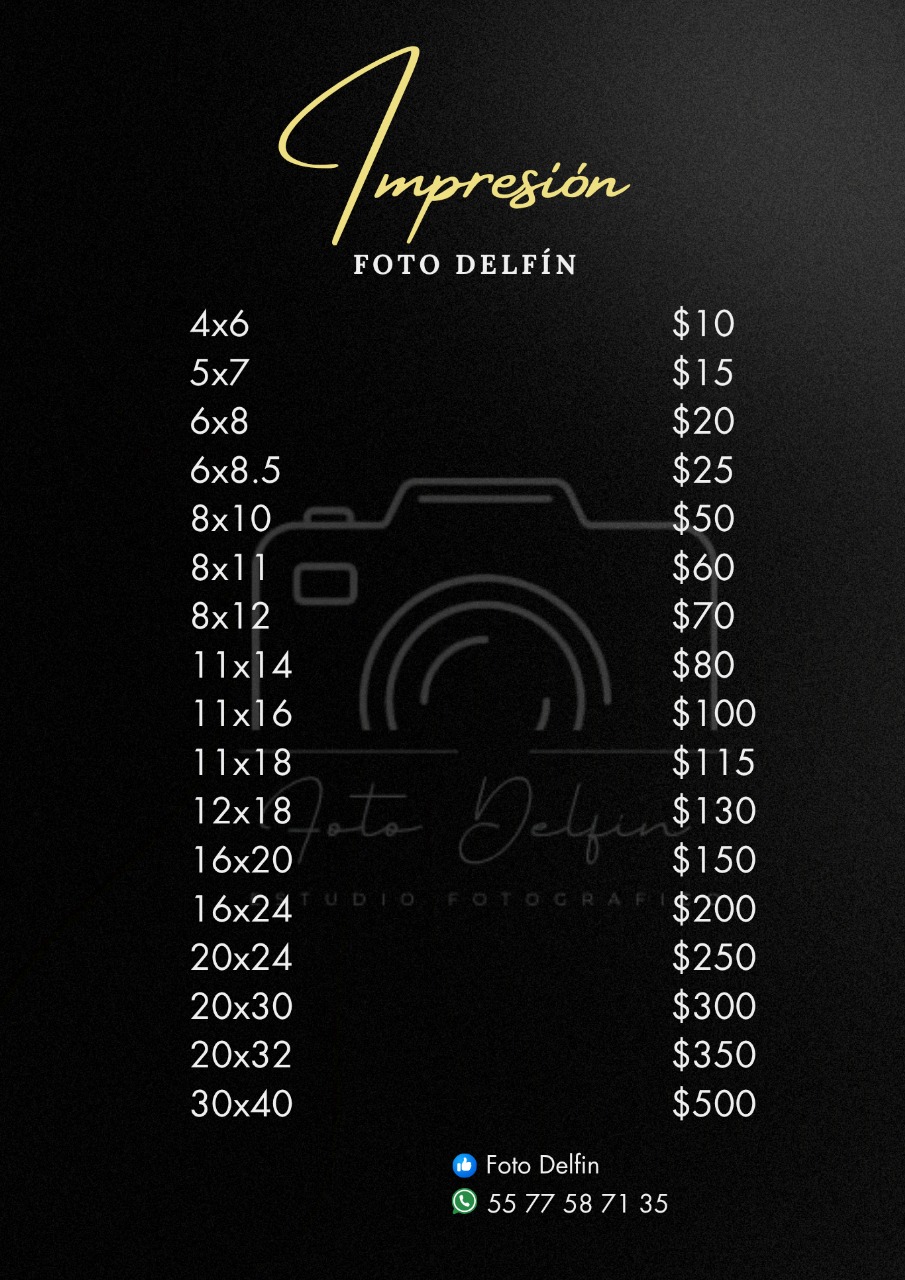 Impresión
FOTO DELFÍN
4x6 $10
5x7 $15
6x8 $20
6x8.5 $25
8x10 $50
8x11 $60
8x12 $70
11x14 $80
11x16 $100
11x18 $115
12x18 $130
16x20 $150
16x24 $200
20x24 $250
20x30 $300
20x32 $350
30x40 $500
Foto Delfin
ESTUDIO FOTOGRAFICO
Foto Delfin
55 77 58 71 35